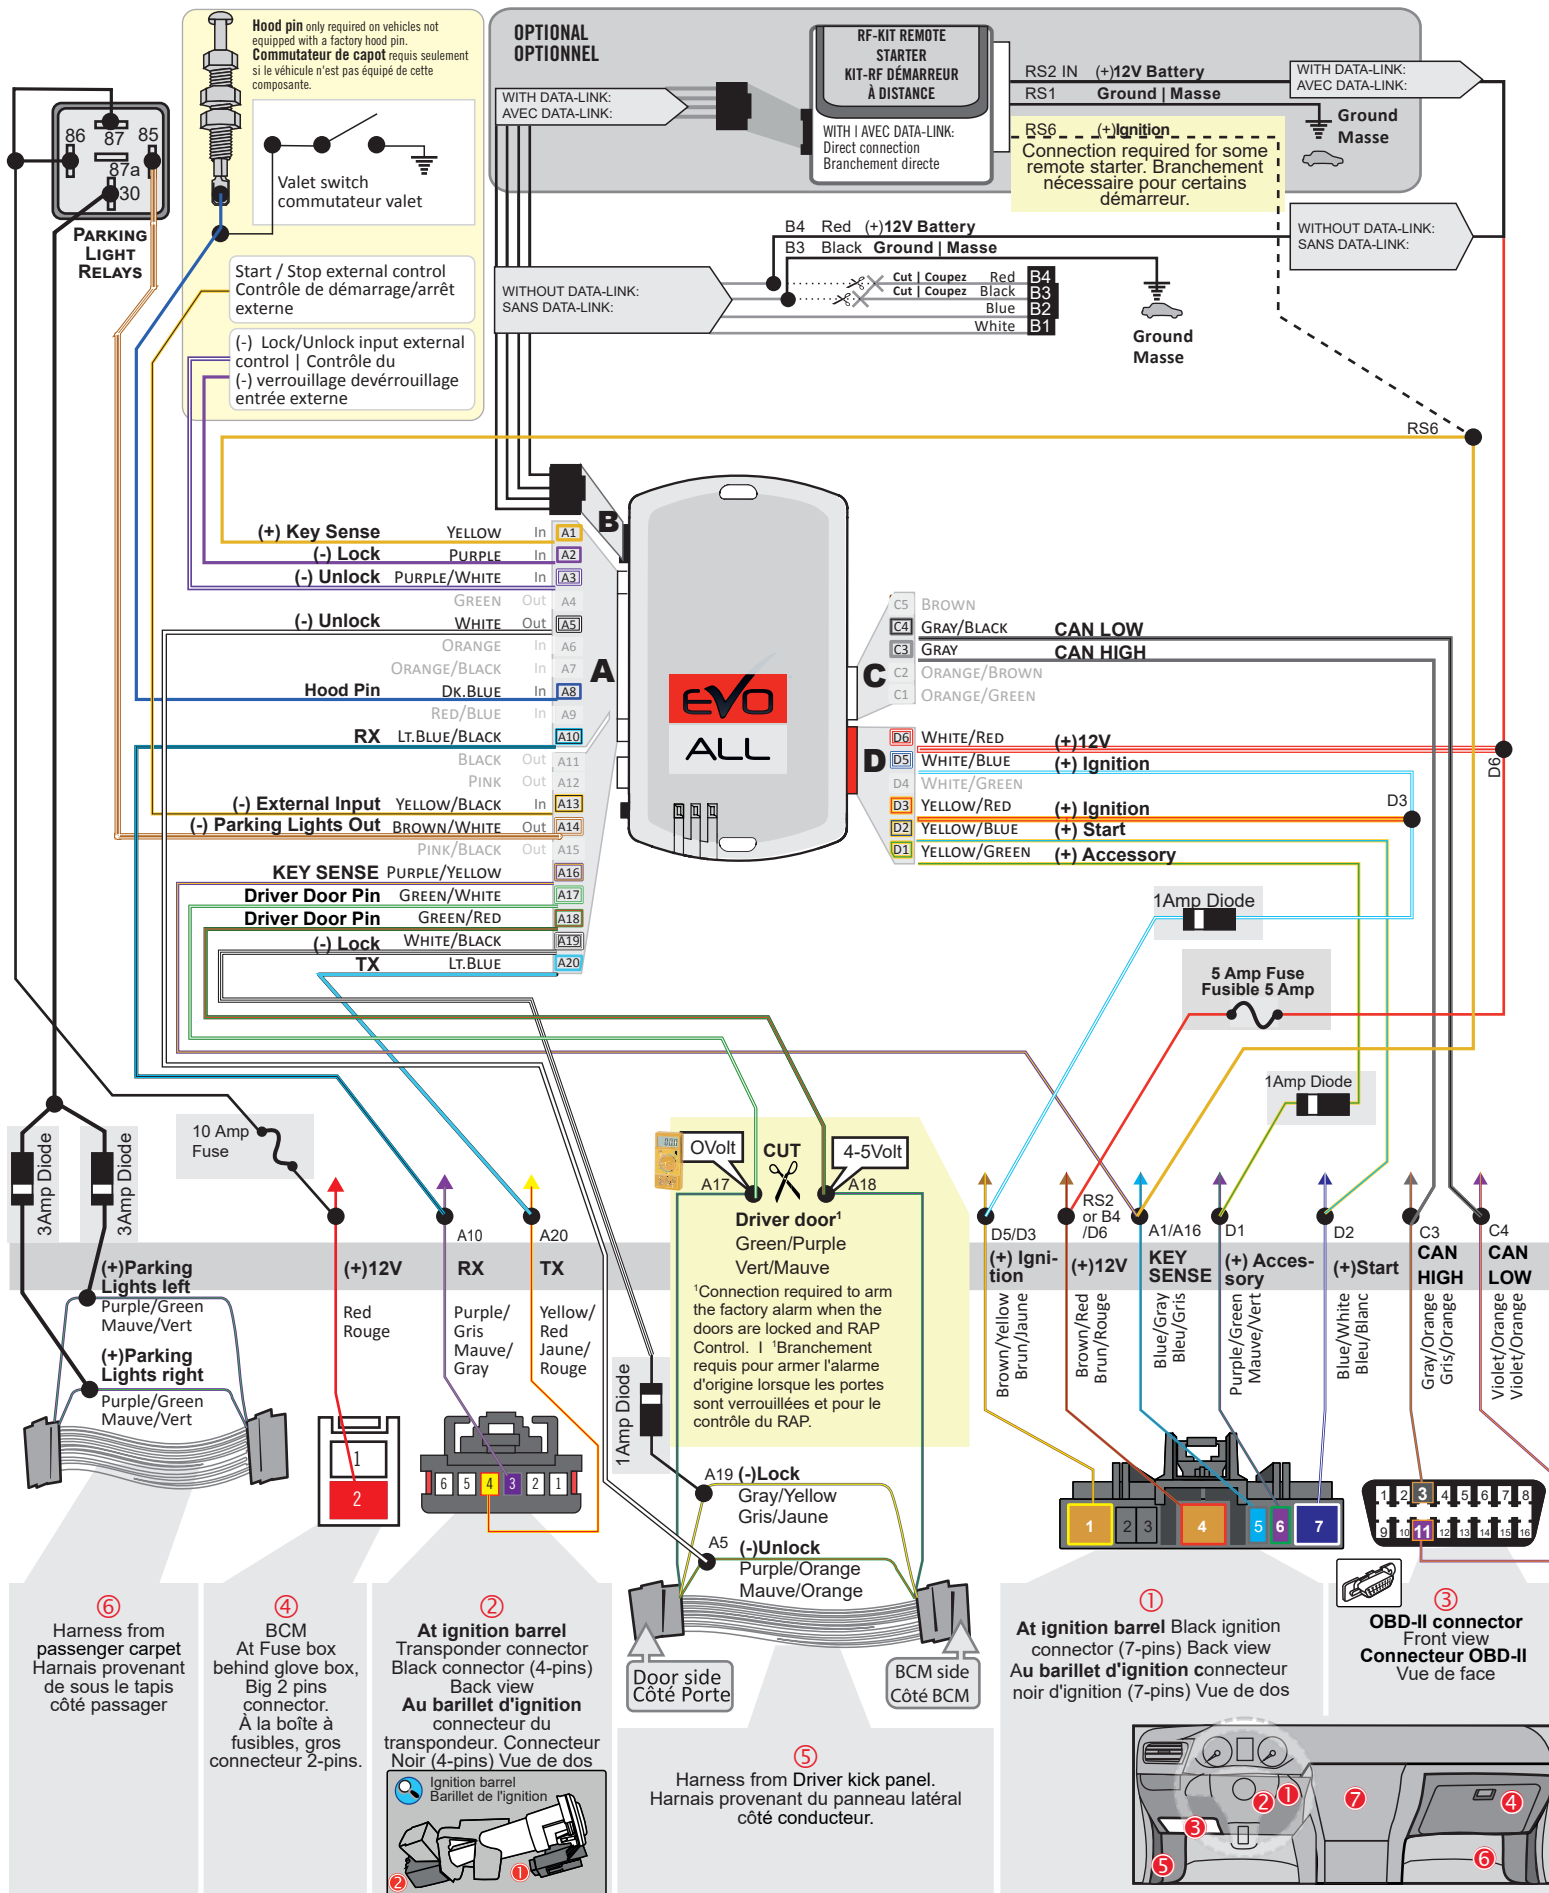 Hood pin only required on vehicles not
equipped with a factory hood pin.
Commutateur de capot requis seulement
si le véhicule n'est pas équipé de cette
composante.
Valet switch
commutateur valet
Start / Stop external control
Contrôle de démarrage/arrêt
externe
(-) Lock/Unlock input external
control | Contrôle du
(-) verrouillage devérrouillage
entrée externe
86
87
85
87a
30
PARKING
LIGHT
RELAYS
OPTIONAL
OPTIONNEL
RF-KIT REMOTE
STARTER
KIT-RF DÉMARREUR
À DISTANCE
WITH | AVEC DATA-LINK:
Direct connection
Branchement directe
WITH DATA-LINK:
AVEC DATA-LINK:
RS2 IN (+)12V Battery
RS1 Ground | Masse
RS6 (+)Ignition
Connection required for some
remote starter. Branchement
nécessaire pour certains
démarreur.
WITH DATA-LINK:
AVEC DATA-LINK:
Ground
Masse
B4 Red (+)12V Battery
B3 Black Ground | Masse
WITHOUT DATA-LINK:
SANS DATA-LINK:
WITHOUT DATA-LINK:
SANS DATA-LINK:
Cut | Coupez Red B4
Cut | Coupez Black B3
Blue B2
White B1
Ground
Masse
RS6
B
A
(+) Key Sense YELLOW In A1
(-) Lock PURPLE In A2
(-) Unlock PURPLE/WHITE In A3
GREEN Out A4
(-) Unlock WHITE Out A5
ORANGE In A6
ORANGE/BLACK In A7
Hood Pin DK.BLUE In A8
RED/BLUE In A9
RX LT.BLUE/BLACK A10
BLACK Out A11
PINK Out A12
(-) External Input YELLOW/BLACK In A13
(-) Parking Lights Out BROWN/WHITE Out A14
PINK/BLACK Out A15
KEY SENSE PURPLE/YELLOW A16
Driver Door Pin GREEN/WHITE A17
Driver Door Pin GREEN/RED A18
(-) Lock WHITE/BLACK A19
TX LT.BLUE A20
EVO
ALL
C
C5 BROWN
C4 GRAY/BLACK CAN LOW
C3 GRAY CAN HIGH
C2 ORANGE/BROWN
C1 ORANGE/GREEN
D
D6 WHITE/RED (+)12V
D5 WHITE/BLUE (+) Ignition
D4 WHITE/GREEN
D3 YELLOW/RED (+) Ignition
D2 YELLOW/BLUE (+) Start
D1 YELLOW/GREEN (+) Accessory
D6
D3
1Amp Diode
5 Amp Fuse
Fusible 5 Amp
1Amp Diode
3Amp Diode
3Amp Diode
10 Amp
Fuse
0Volt
CUT
4-5Volt
A17
A18
Driver door¹
Green/Purple
Vert/Mauve
¹Connection required to arm
the factory alarm when the
doors are locked and RAP
Control. I ¹Branchement
requis pour armer l'alarme
d'origine lorsque les portes
sont verrouillées et pour le
contrôle du RAP.
(+)Parking
Lights left
Purple/Green
Mauve/Vert
(+)Parking
Lights right
Purple/Green
Mauve/Vert
(+)12V
Red
Rouge
A10
RX
Purple/
Gris
Mauve/
Gray
A20
TX
Yellow/
Red
Jaune/
Rouge
1Amp Diode
D5/D3
(+) Igni-
tion
Brown/Yellow
Brun/Jaune
RS2
or B4
/D6
(+)12V
Brown/Red
Brun/Rouge
A1/A16
KEY
SENSE
Blue/Gray
Bleu/Gris
D1
(+) Acces-
sory
Purple/Green
Mauve/Vert
D2
(+)Start
Blue/White
Bleu/Blanc
C3
CAN
HIGH
Gray/Orange
Gris/Orange
C4
CAN
LOW
Violet/Orange
Violet/Orange
1
2
6 5 4 3 2 1
A19 (-)Lock
Gray/Yellow
Gris/Jaune
A5 (-)Unlock
Purple/Orange
Mauve/Orange
Door side
Côté Porte
BCM side
Côté BCM
1 2 3 4 5 6 7
1 2 3 4 5 6 7 8
9 10 11 12 13 14 15 16
⑥
Harness from
passenger carpet
Harnais provenant
de sous le tapis
côté passager
④
BCM
At Fuse box
behind glove box,
Big 2 pins
connector.
À la boîte à
fusibles, gros
connecteur 2-pins.
②
At ignition barrel
Transponder connector
Black connector (4-pins)
Back view
Au barillet d'ignition
connecteur du
transpondeur. Connecteur
Noir (4-pins) Vue de dos
Ignition barrel
Barillet de l'ignition
2
1
⑤
Harness from Driver kick panel.
Harnais provenant du panneau latéral
côté conducteur.
①
At ignition barrel Black ignition
connector (7-pins) Back view
Au barillet d'ignition connecteur
noir d'ignition (7-pins) Vue de dos
③
OBD-II connector
Front view
Connecteur OBD-II
Vue de face
2
1
7
4
3
5
6